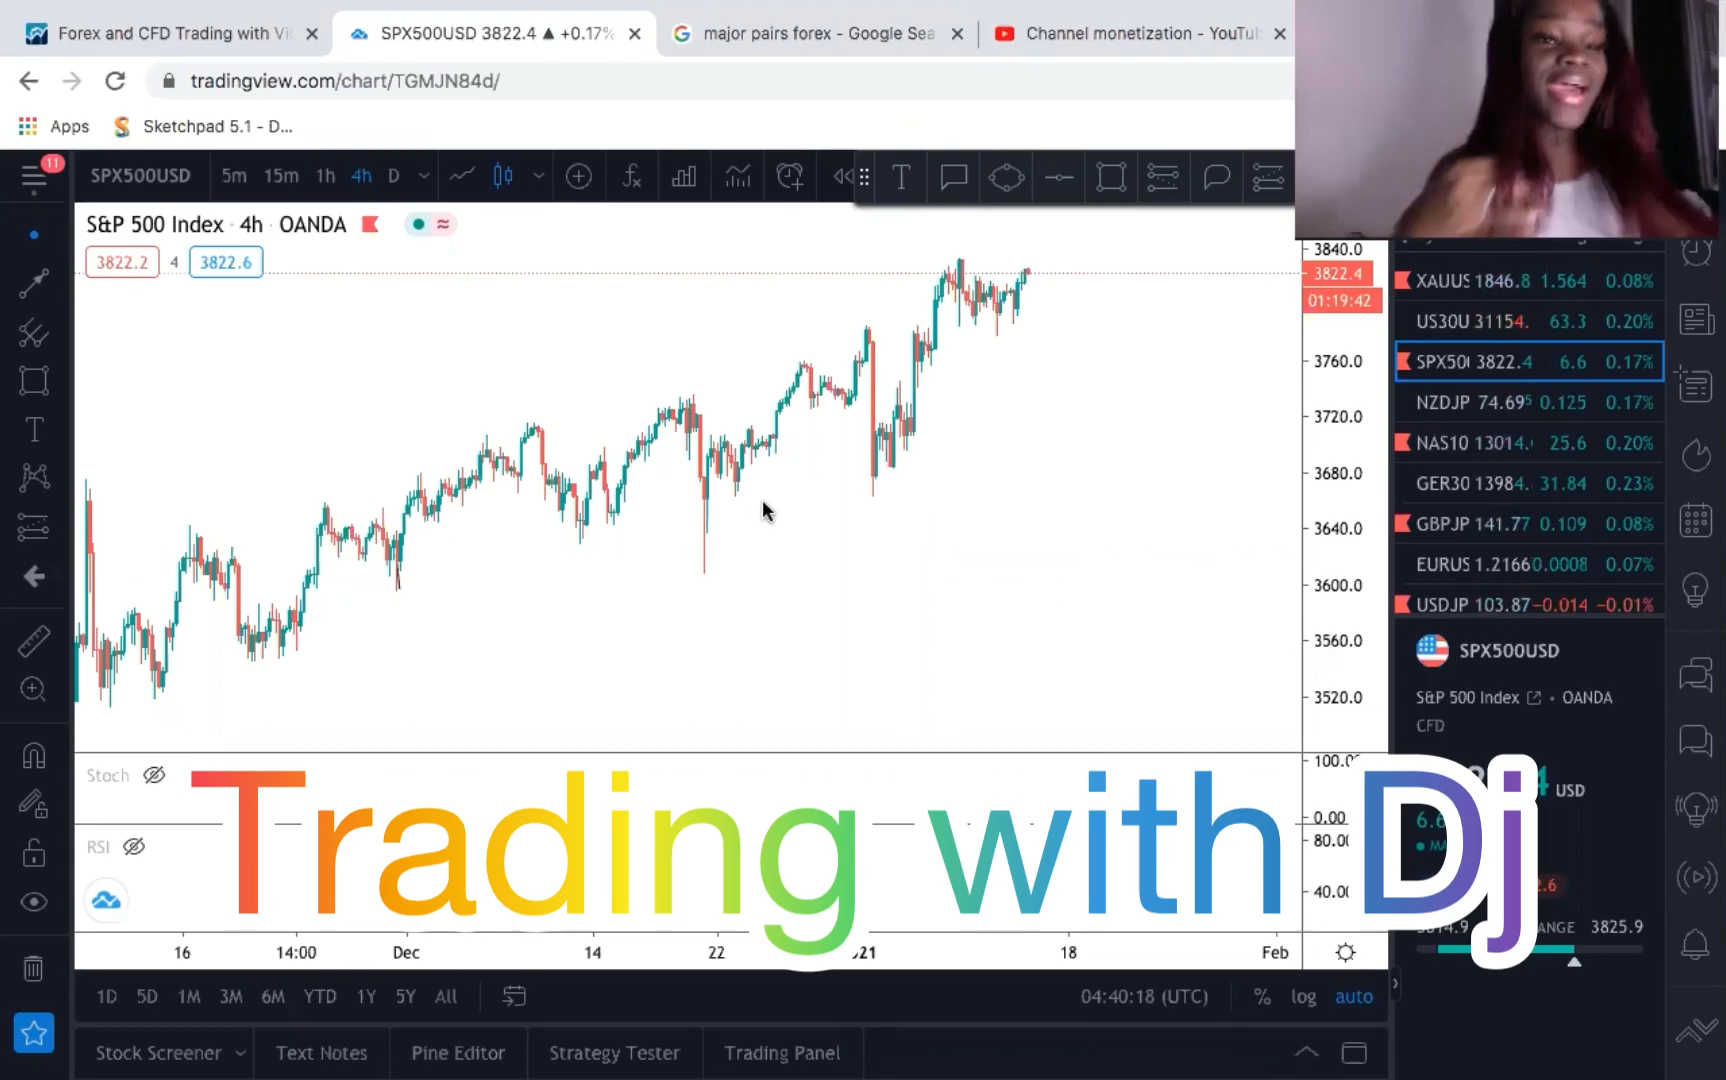 Forex and CFD Trading with Vi
SPX500USD 3822.4 ▲ +0.17%
major pairs forex - Google Sea
Channel monetization - YouTub
tradingview.com/chart/TGMJN84d/
Apps
Sketchpad 5.1 - D...
11
SPX500USD
5m 15m 1h 4h D
S&P 500 Index · 4h · OANDA
3822.2 4 3822.6
3840.0
3822.4
01:19:42
3760.0
3720.0
3680.0
3640.0
3600.0
3560.0
3520.0
XAUUS 1846.8 1.564 0.08%
US30U 31154. 63.3 0.20%
SPX50 3822.4 6.6 0.17%
NZDJP 74.69⁵ 0.125 0.17%
NAS10 13014. 25.6 0.20%
GER30 13984. 31.84 0.23%
GBPJP 141.77 0.109 0.08%
EURUS 1.2166 0.0008 0.07%
USDJP 103.87 −0.014 −0.01%
SPX500USD
S&P 500 Index · OANDA
CFD
USD
3825.9
Stoch
100.0
0.00
RSI
80.0
40.0
Trading with Dj
16 14:00 Dec 14 22 21 18 Feb
1D 5D 1M 3M 6M YTD 1Y 5Y All
04:40:18 (UTC) % log auto
Stock Screener Text Notes Pine Editor Strategy Tester Trading Panel